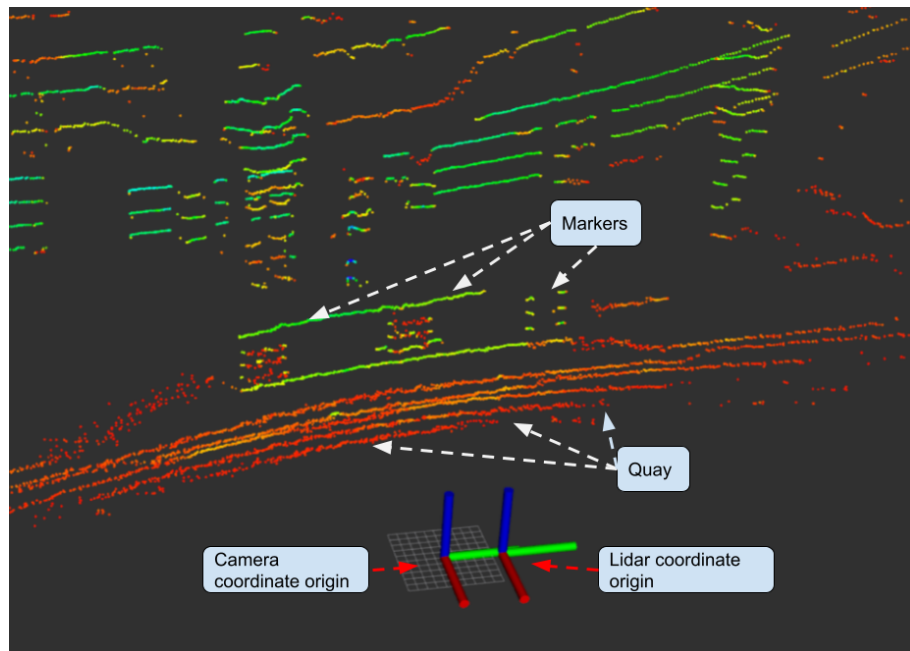 Markers
Quay
Camera
coordinate origin
Lidar coordinate
origin